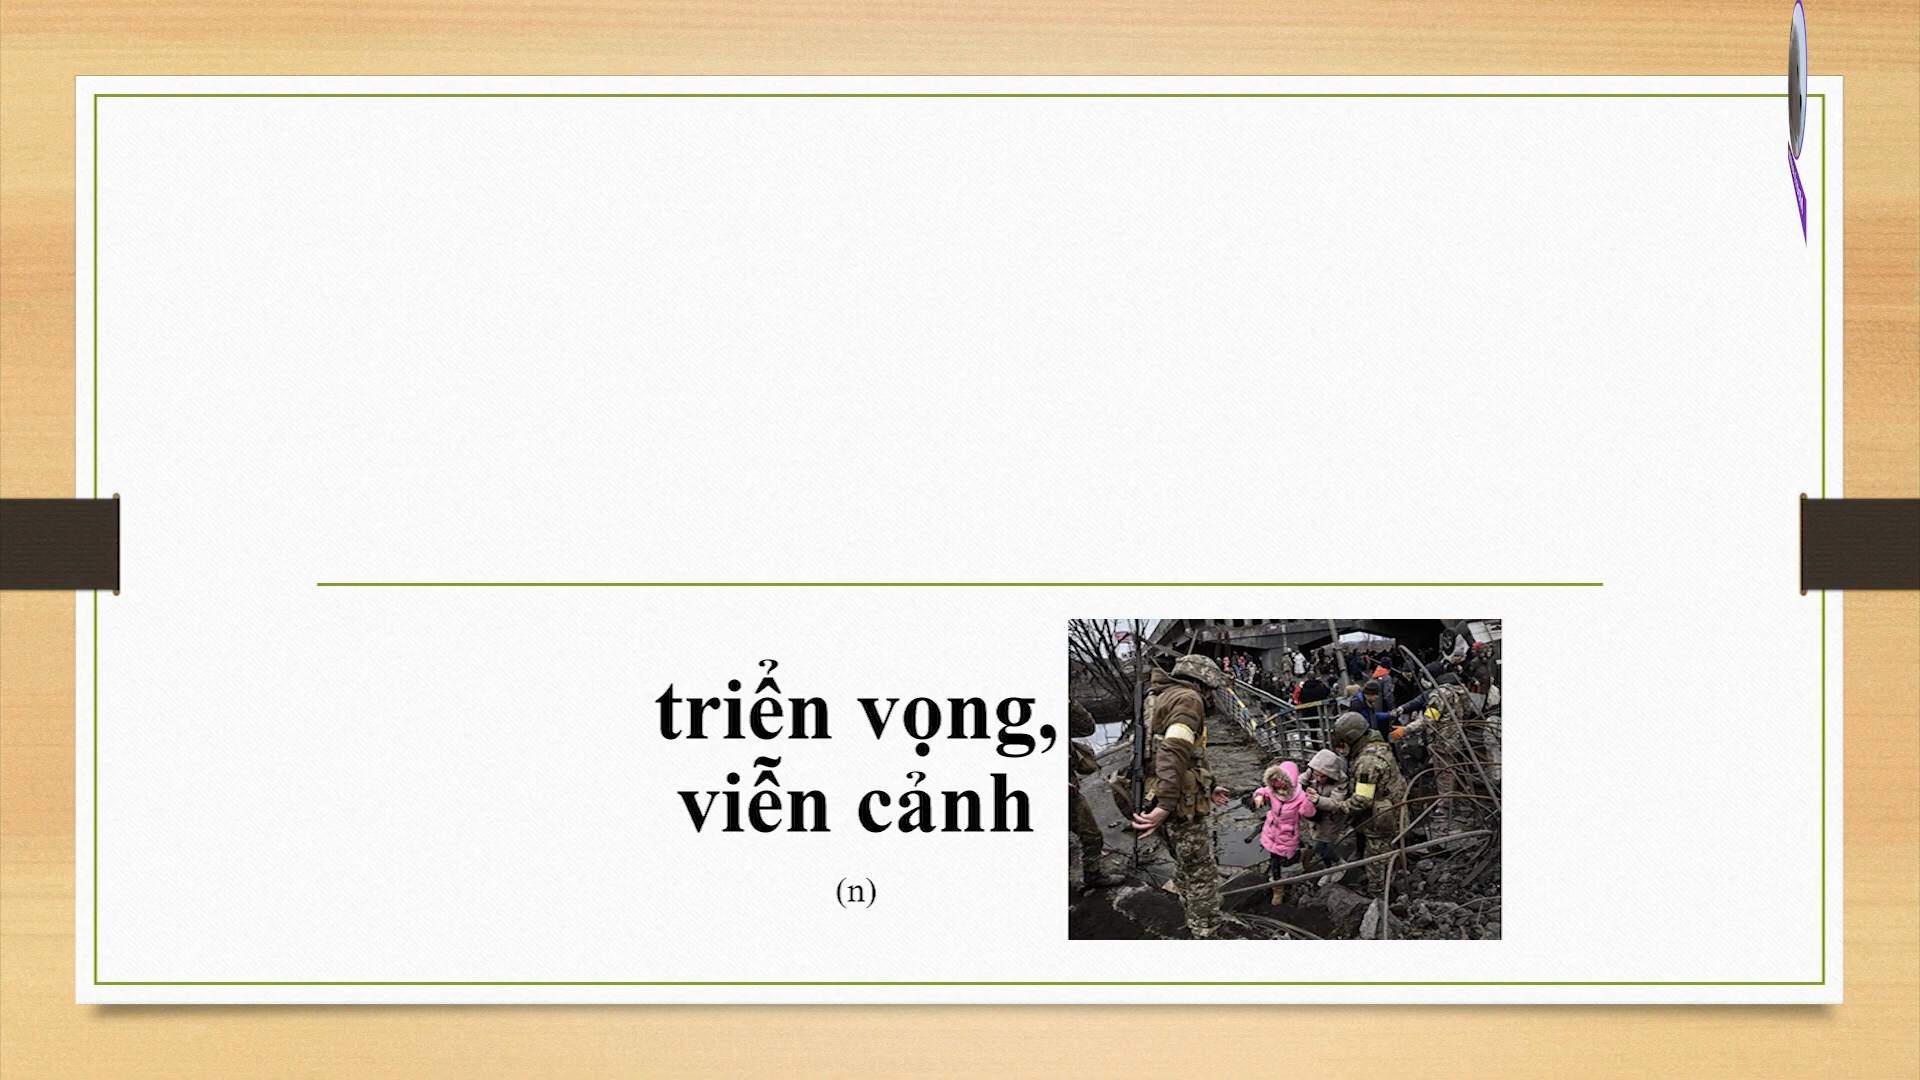 triển vọng,
viễn cảnh
(n)